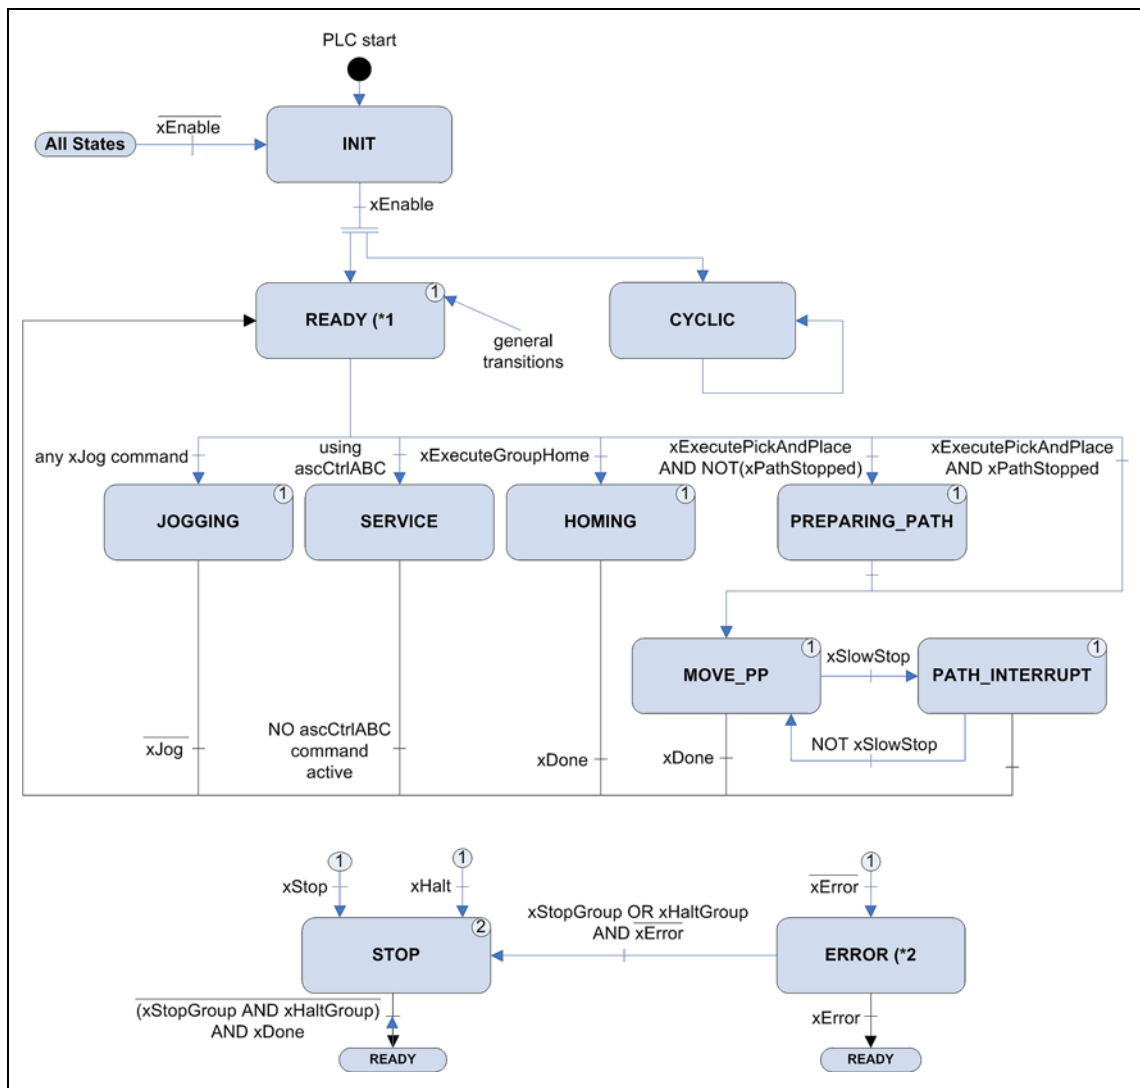 PLC start
All States
xEnable
INIT
xEnable
READY (*1
1
general
transitions
CYCLIC
any xJog command
using
ascCtrlABC
xExecuteGroupHome
xExecutePickAndPlace
AND NOT(xPathStopped)
xExecutePickAndPlace
AND xPathStopped
JOGGING
1
SERVICE
HOMING
1
PREPARING_PATH
1
MOVE_PP
1
xSlowStop
PATH_INTERRUPT
1
NOT xSlowStop
xJog
NO ascCtrlABC
command
active
xDone
xDone
1
xStop
1
xHalt
1
xError
STOP
2
xStopGroup OR xHaltGroup
AND xError
ERROR (*2
(xStopGroup AND xHaltGroup)
AND xDone
READY
xError
READY